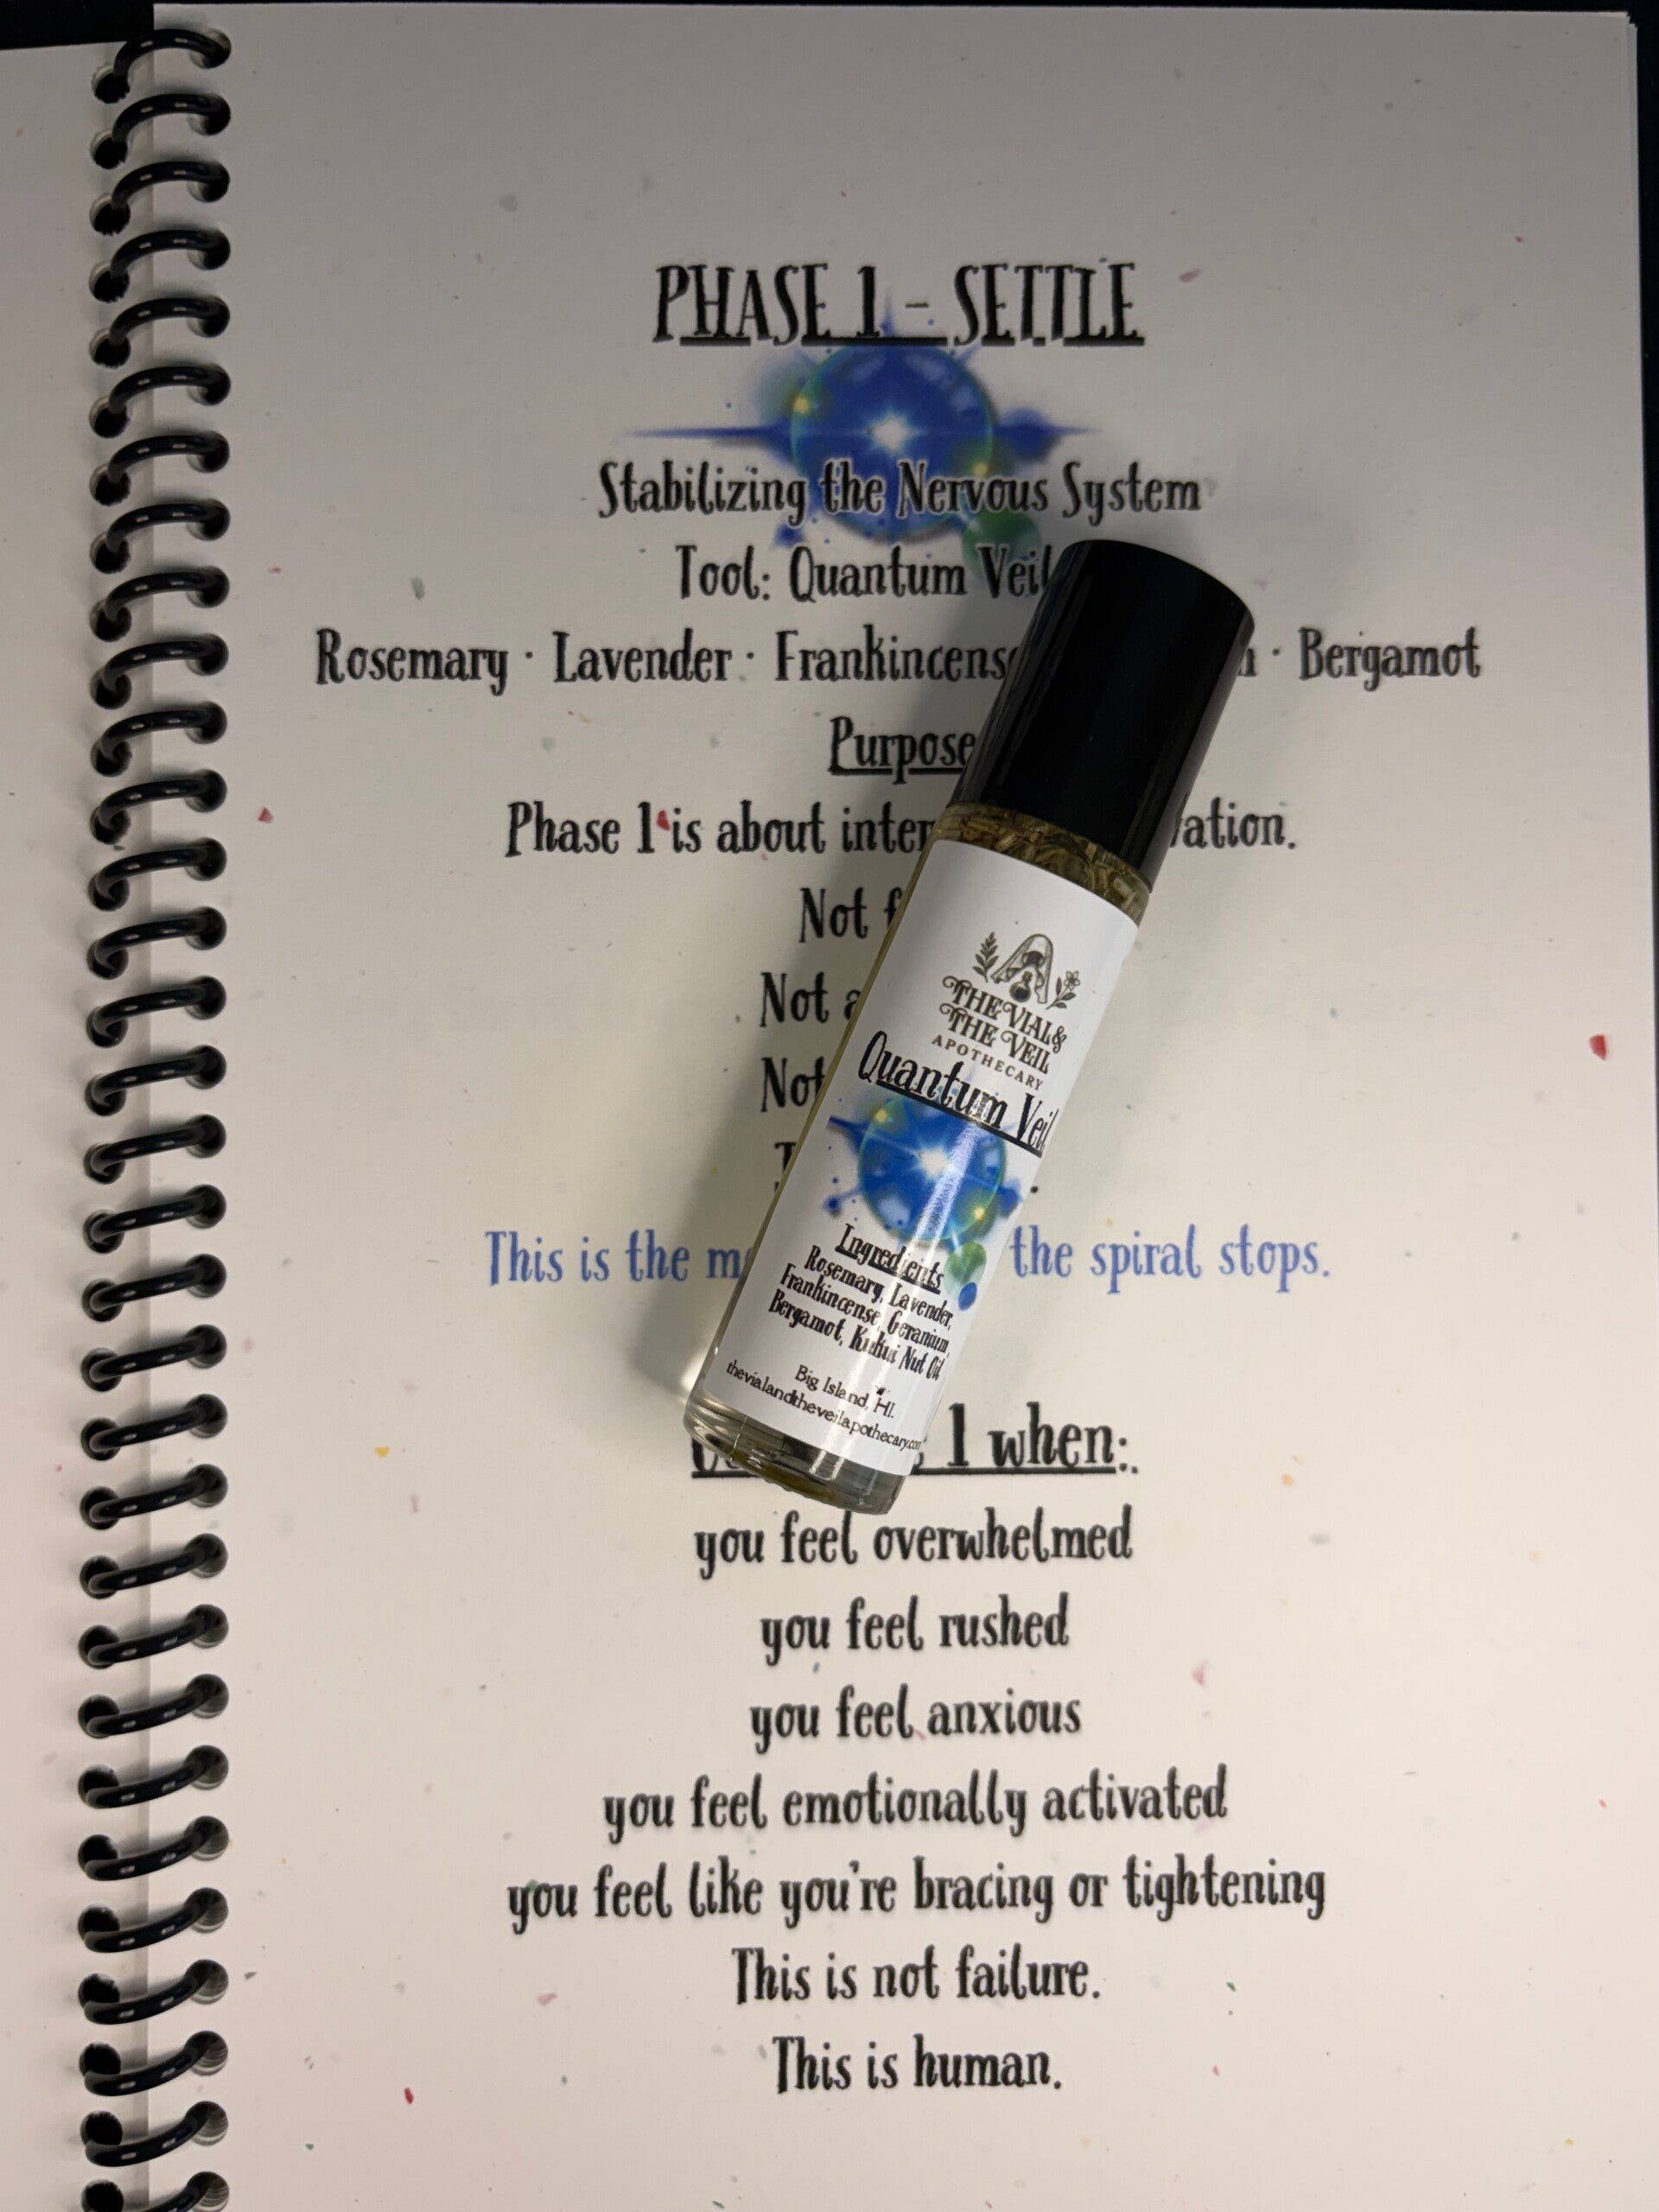 PHASE 1 - SETTLE
Stabilizing the Nervous System
Tool: Quantum Veil
Rosemary · Lavender · Frankincense · Bergamot
Purpose
Phase 1 is about
Not
Not
Not
This is the the spiral stops.
1 when:
you feel overwhelmed
you feel rushed
you feel anxious
you feel emotionally activated
you feel like you're bracing or tightening
This is not failure.
This is human.
THE VIAL &
THE VEIL
APOTHECARY
Quantum Veil
Ingredients
Rosemary, Lavender,
Frankincense, Geranium,
Bergamot, Kukui Nut Oil
Big Island, HI.
thevialandtheveilapothecary.com